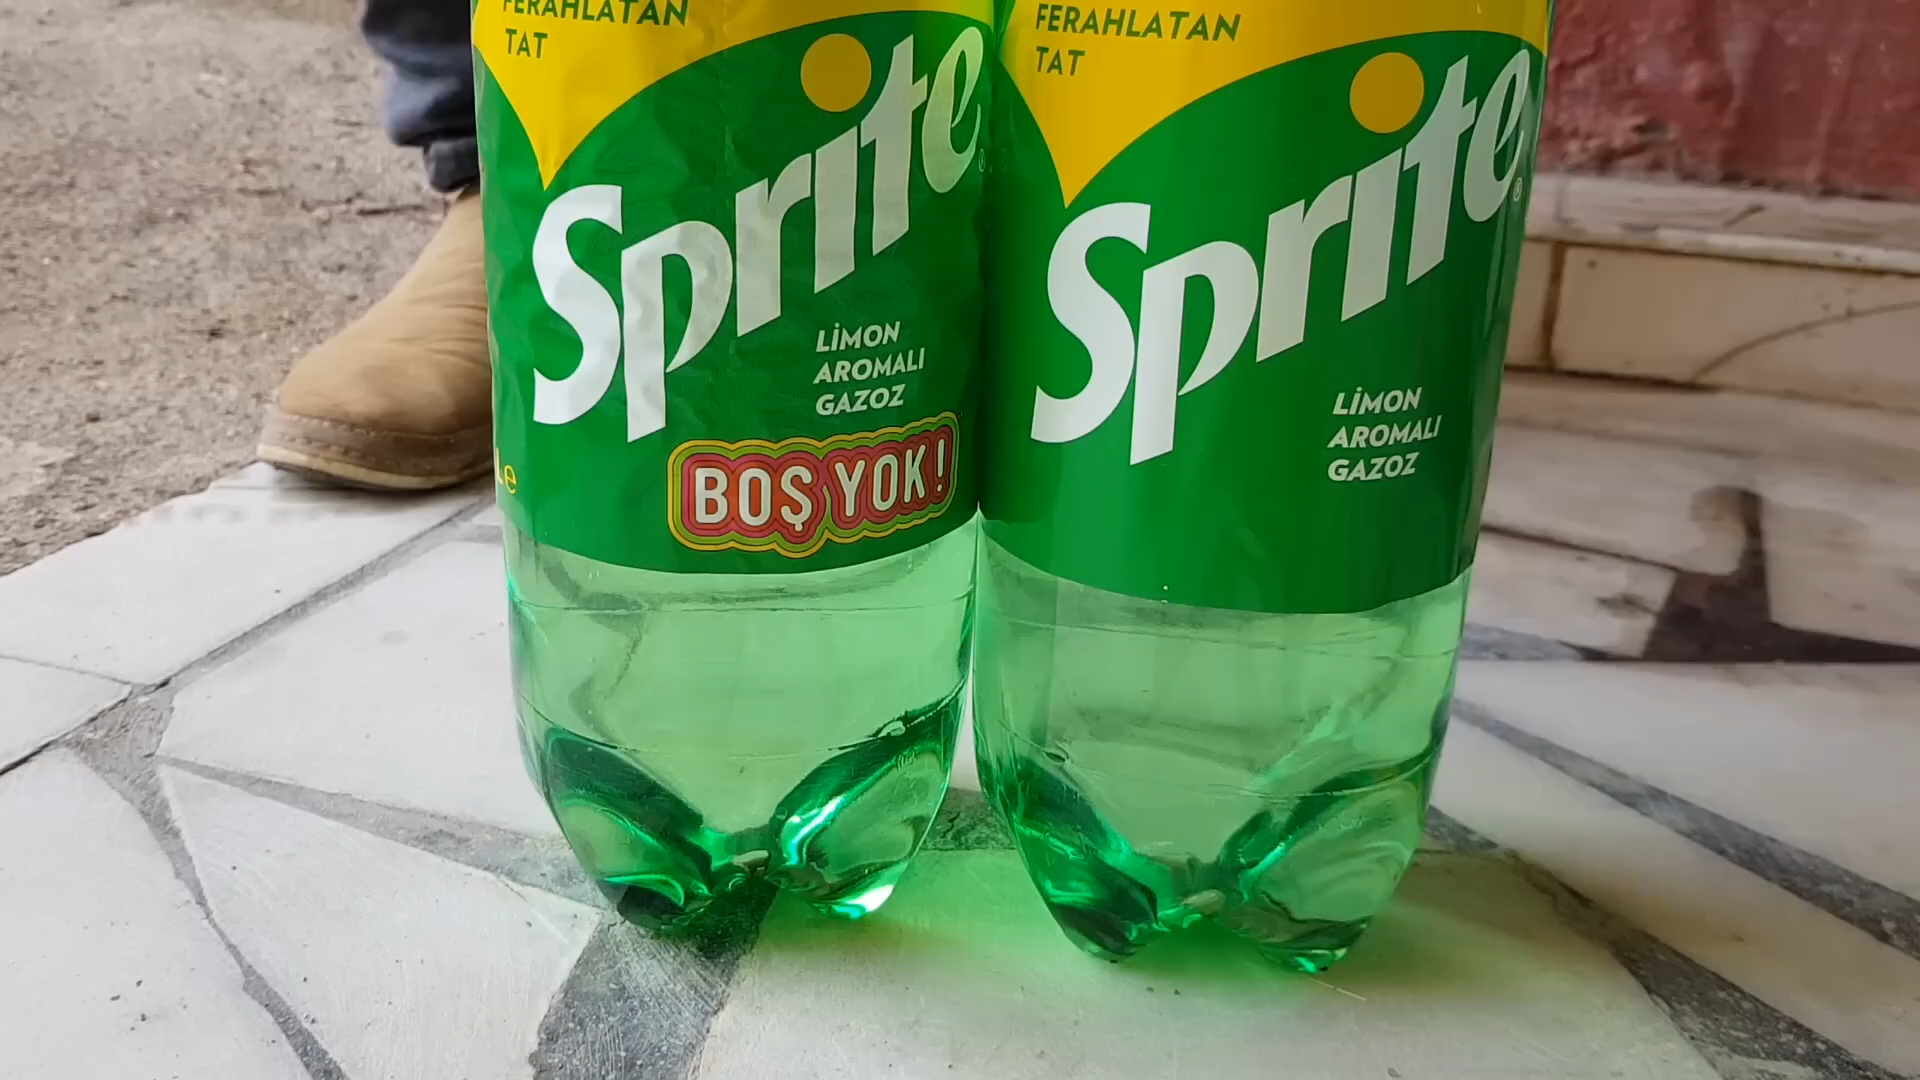 FERAHLATAN
TAT
Sprite
LİMON
AROMALI
GAZOZ
BOŞ YOK!
L e
FERAHLATAN
TAT
Sprite®
LİMON
AROMALI
GAZOZ